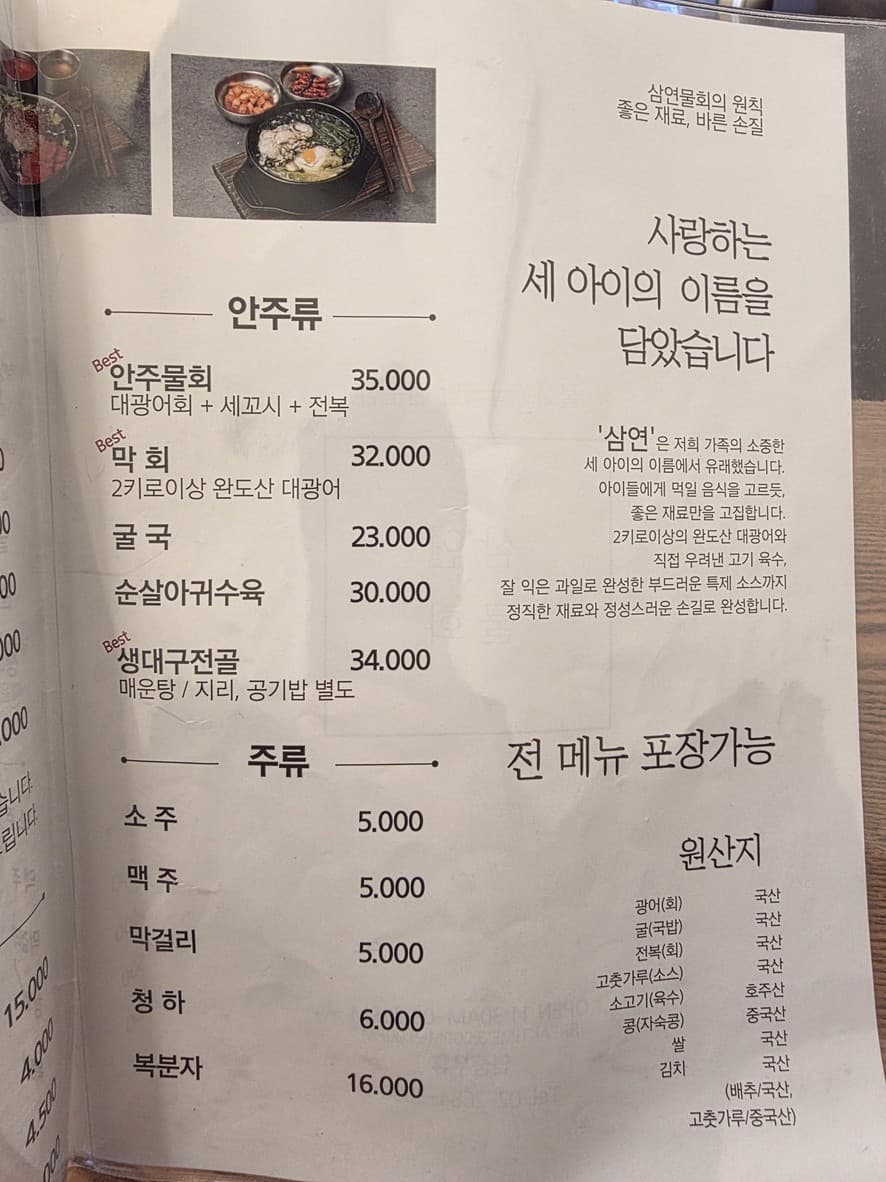 안주류
Best
안주물회 35.000
대광어회 + 세꼬시 + 전복
Best
막 회 32.000
2키로이상 완도산 대광어
굴 국 23.000
순살아귀수육 30.000
Best
생대구전골 34.000
매운탕 / 지리, 공기밥 별도
주류
소 주 5.000
맥 주 5.000
막걸리 5.000
청 하 6.000
복분자 16.000
삼연물회의 원칙
좋은 재료, 바른 손질
사랑하는
세 아이의 이름을
담았습니다
'삼연'은 저희 가족의 소중한
세 아이의 이름에서 유래했습니다.
아이들에게 먹일 음식을 고르듯,
좋은 재료만을 고집합니다.
2키로이상의 완도산 대광어와
직접 우려낸 고기 육수,
잘 익은 과일로 완성한 부드러운 특제 소스까지
정직한 재료와 정성스러운 손길로 완성합니다.
전 메뉴 포장가능
원산지
광어(회) 국산
굴(국밥) 국산
전복(회) 국산
고춧가루(소스) 국산
소고기(육수) 호주산
콩(자숙콩) 중국산
쌀 국산
김치 국산
(배추/국산,
고춧가루/중국산)
15.000
4.000
4.500